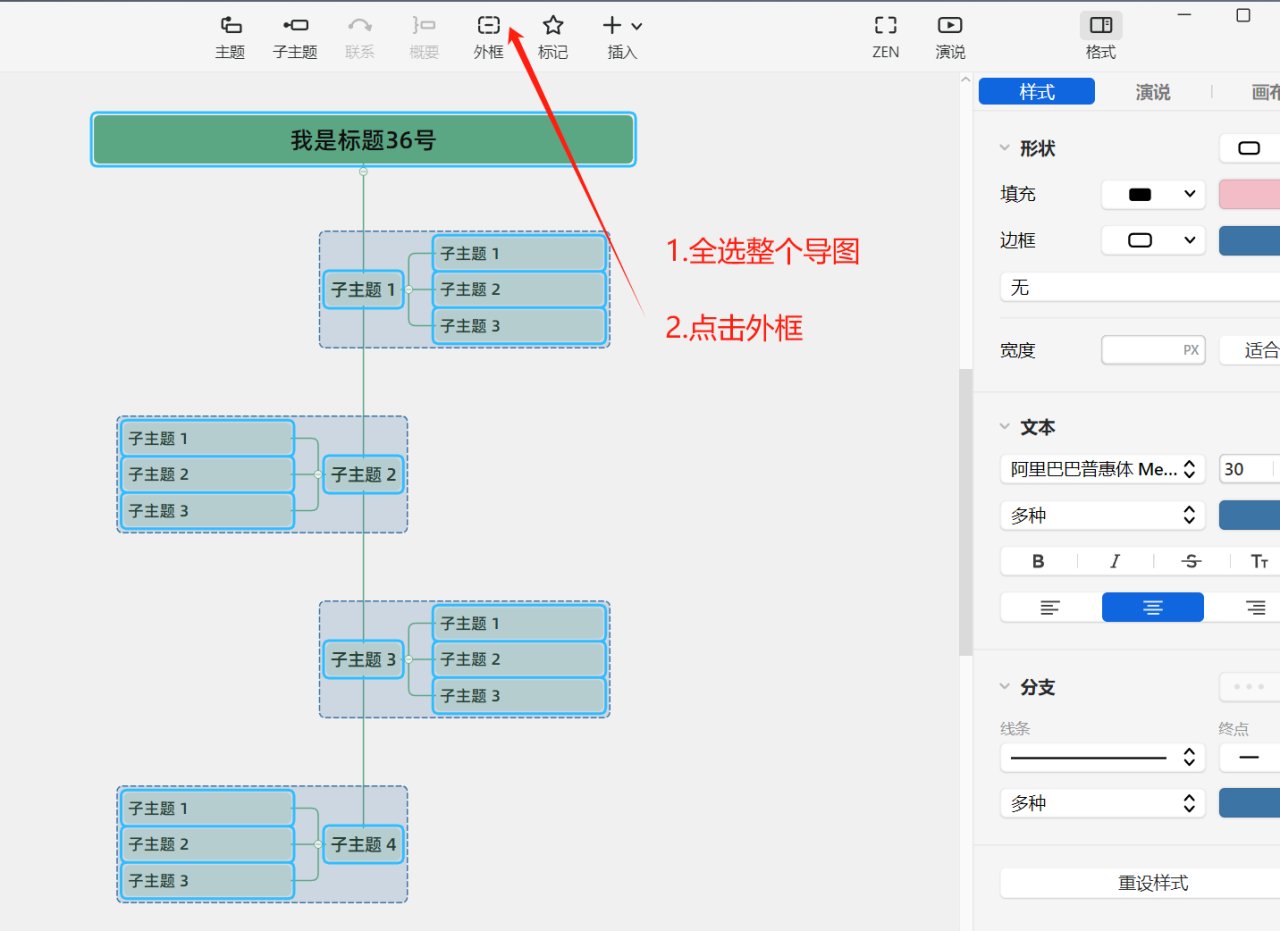 主题 子主题 联系 概要 外框 标记 插入 ZEN 演说 格式
样式 演说 画布
我是标题36号
形状
填充
边框
无
宽度 PX 适合
文本
阿里巴巴普惠体 Me... 30
多种
B I S Tт
分支
线条 终点
多种
重设样式
子主题 1
子主题 1
子主题 2
子主题 3
1.全选整个导图
2.点击外框
子主题 1
子主题 2
子主题 3
子主题 2
子主题 3
子主题 1
子主题 2
子主题 3
子主题 1
子主题 2
子主题 3
子主题 4